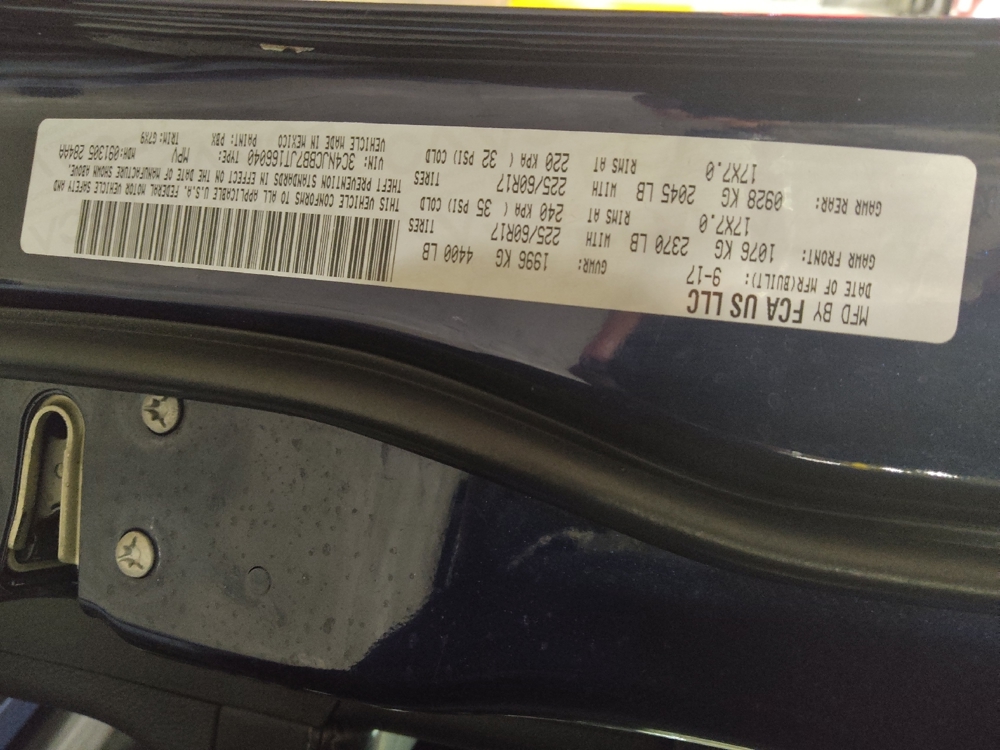 MFD BY FCA US LLC
DATE OF MFR(BUILT): 9-17 GVWR: 1996 KG 4400 LB
GAWR FRONT: 1076 KG 2370 LB WITH TIRES 225/60R17
RIMS AT 17X7.0 240 KPA ( 35 PSI) COLD
GAWR REAR: 0928 KG 2045 LB WITH TIRES 225/60R17
RIMS AT 17X7.0 220 KPA ( 32 PSI) COLD
THIS VEHICLE CONFORMS TO ALL APPLICABLE U.S.A. FEDERAL MOTOR VEHICLE SAFETY AND
THEFT PREVENTION STANDARDS IN EFFECT ON THE DATE OF MANUFACTURE SHOWN ABOVE.
VIN: 3C4NJCBB7JT166040 TYPE: MPV MDH:091305 284AA
VEHICLE MADE IN MEXICO PAINT: PBX TRIM: G7X9